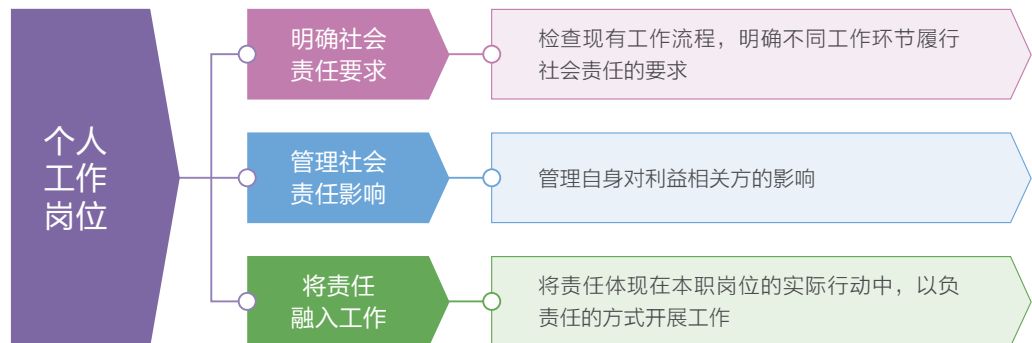 个人
工作
岗位
明确社会
责任要求
检查现有工作流程，明确不同工作环节履行
社会责任的要求
管理社会
责任影响
管理自身对利益相关方的影响
将责任
融入工作
将责任体现在本职岗位的实际行动中，以负
责任的方式开展工作